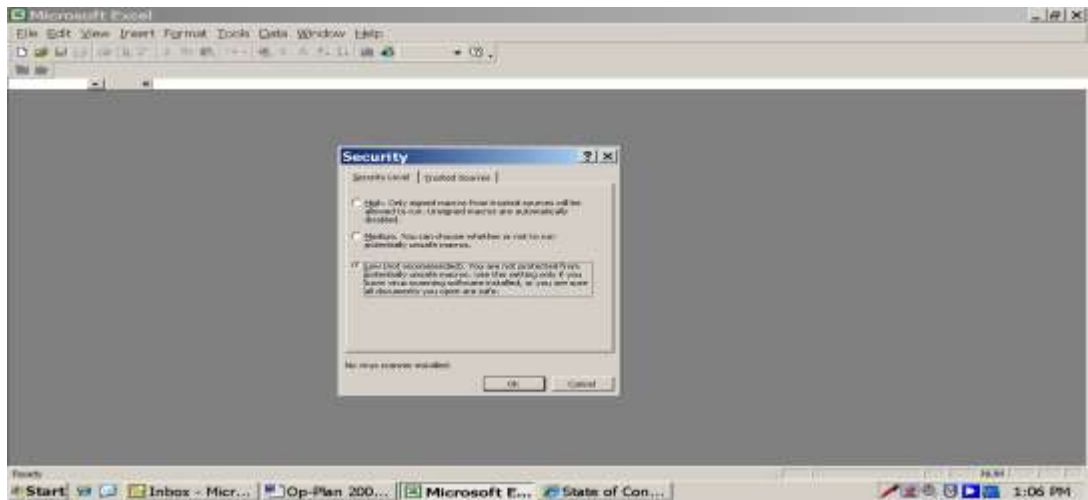 Microsoft Excel
File Edit View Insert Format Tools Data Window Help
Security
Security Level Trusted Sources
High. Only signed macros from trusted sources will be
allowed to run. Unsigned macros are automatically
disabled.
Medium. You can choose whether or not to run
potentially unsafe macros.
Low (not recommended). You are not protected from
potentially unsafe macros. Use this setting only if you
have virus scanning software installed, or you are sure
all documents you open are safe.
No virus scanner installed.
OK Cancel
Ready NUM
Start Inbox - Micr... Op-Plan 200... Microsoft E... State of Con... 1:06 PM